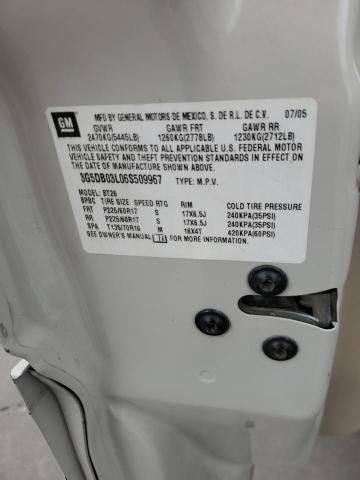 GM
MFD BY GENERAL MOTORS DE MEXICO, S. DE R.L. DE C.V. 07/05
GVWR GAWR FRT GAWR RR
2470KG(5445LB) 1260KG(2778LB) 1230KG(2712LB)
THIS VEHICLE CONFORMS TO ALL APPLICABLE U.S. FEDERAL MOTOR
VEHICLE SAFETY, BUMPER, AND THEFT PREVENTION STANDARDS IN
EFFECT ON THE DATE OF MANUFACTURE SHOWN ABOVE.
3G5DB03L06S509967 TYPE: M.P.V.
MODEL: BT26
BPBC TIRE SIZE SPEED RTG RIM COLD TIRE PRESSURE
FRT P225/60R17 S 17X6.5J 240KPA(35PSI)
RR P225/60R17 S 17X6.5J 240KPA(35PSI)
SPA T135/70R16 M 16X4T 420KPA(60PSI)
SEE OWNER'S MANUAL i FOR MORE INFORMATION.